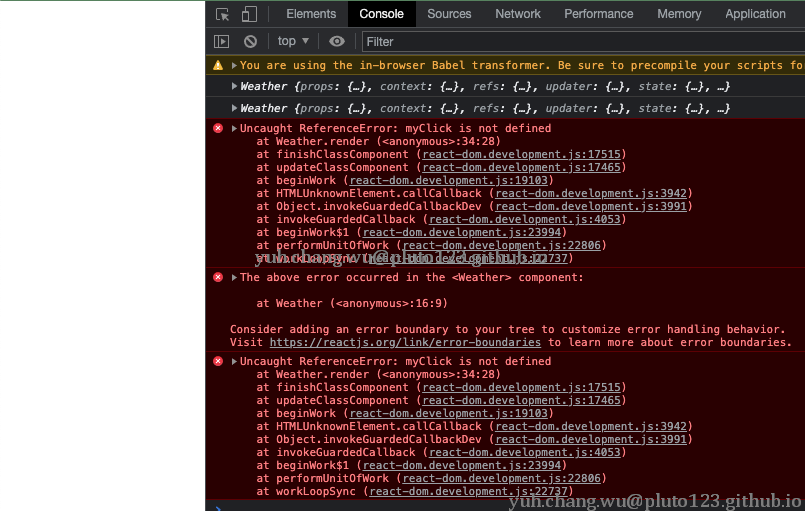 Elements Console Sources Network Performance Memory Application
top ▼ Filter
You are using the in-browser Babel transformer. Be sure to precompile your scripts fo
Weather {props: {…}, context: {…}, refs: {…}, updater: {…}, state: {…}, …}
Weather {props: {…}, context: {…}, refs: {…}, updater: {…}, state: {…}, …}
Uncaught ReferenceError: myClick is not defined
at Weather.render (<anonymous>:34:28)
at finishClassComponent (react-dom.development.js:17515)
at updateClassComponent (react-dom.development.js:17465)
at beginWork (react-dom.development.js:19103)
at HTMLUnknownElement.callCallback (react-dom.development.js:3942)
at Object.invokeGuardedCallbackDev (react-dom.development.js:3991)
at invokeGuardedCallback (react-dom.development.js:4053)
at beginWork$1 (react-dom.development.js:23994)
at performUnitOfWork (react-dom.development.js:22806)
at workLoopSync (react-dom.development.js:22737)
yuh.chang.wu@pluto123.github.io
The above error occurred in the <Weather> component:
at Weather (<anonymous>:16:9)
Consider adding an error boundary to your tree to customize error handling behavior.
Visit https://reactjs.org/link/error-boundaries to learn more about error boundaries.
Uncaught ReferenceError: myClick is not defined
at Weather.render (<anonymous>:34:28)
at finishClassComponent (react-dom.development.js:17515)
at updateClassComponent (react-dom.development.js:17465)
at beginWork (react-dom.development.js:19103)
at HTMLUnknownElement.callCallback (react-dom.development.js:3942)
at Object.invokeGuardedCallbackDev (react-dom.development.js:3991)
at invokeGuardedCallback (react-dom.development.js:4053)
at beginWork$1 (react-dom.development.js:23994)
at performUnitOfWork (react-dom.development.js:22806)
at workLoopSync (react-dom.development.js:22737)
yuh.chang.wu@pluto123.github.io